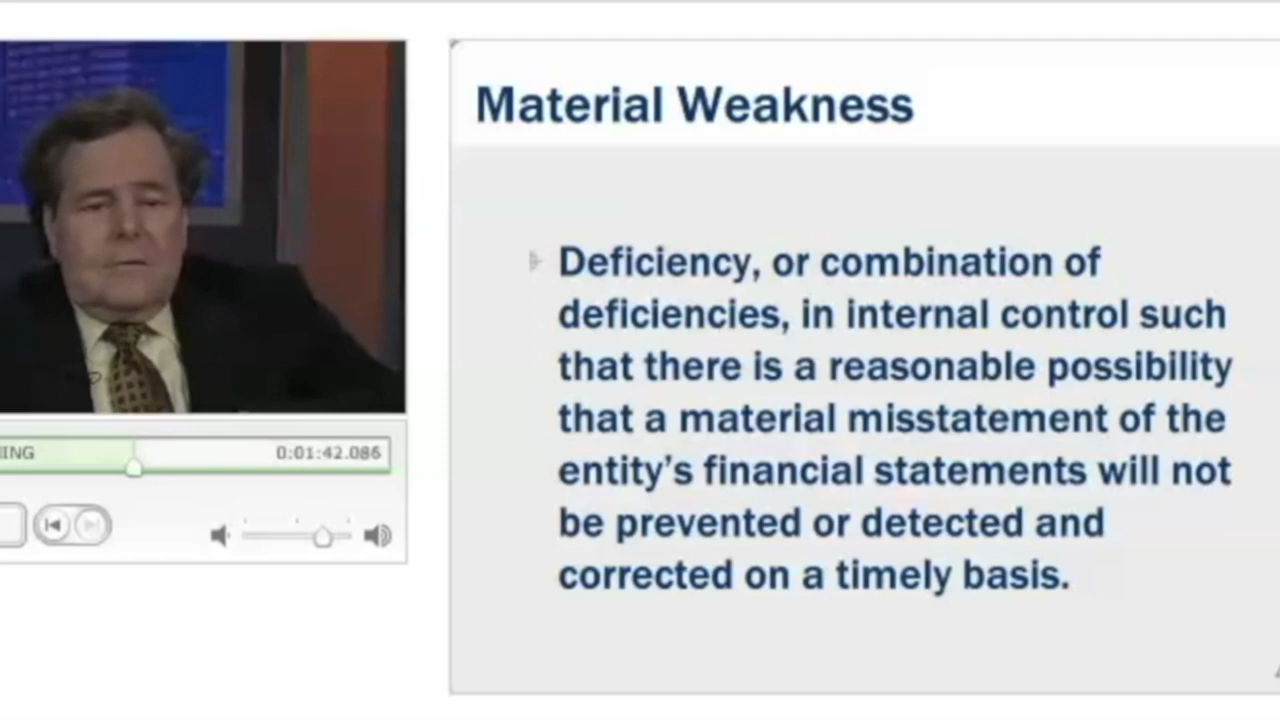 Material Weakness
Deficiency, or combination of
deficiencies, in internal control such
that there is a reasonable possibility
that a material misstatement of the
entity's financial statements will not
be prevented or detected and
corrected on a timely basis.
ING
0:01:42.086